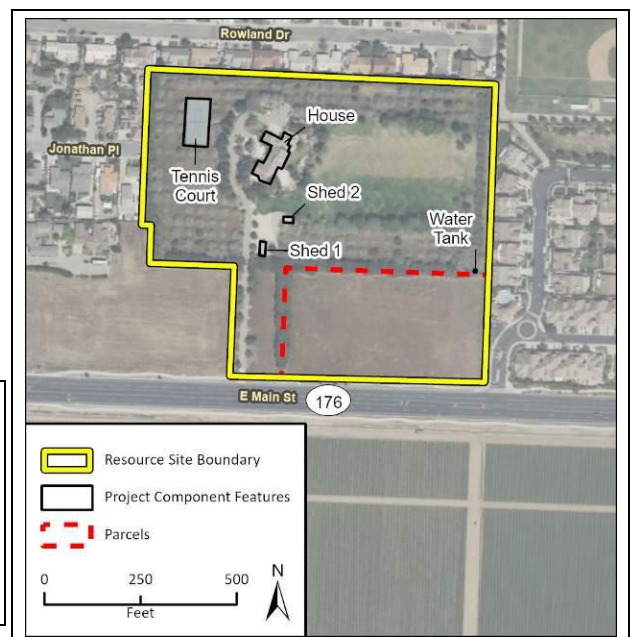 Rowland Dr
House
Jonathan Pl
Tennis
Court
Shed 2
Water
Tank
Shed 1
E Main St
176
Resource Site Boundary
Project Component Features
Parcels
0 250 500
Feet
N